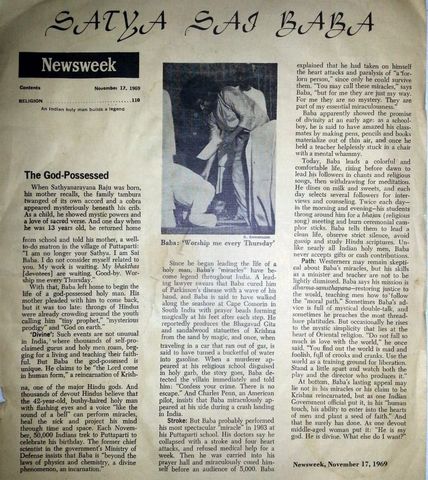 SATYA SAI BABA
Newsweek
Contents November 17, 1969
RELIGION 110
An Indian holy man builds a legend
The God-Possessed
When Sathyanarayana Raju was born,
his mother recalls, the family tambura
twanged of its own accord and a cobra
appeared mysteriously beneath his crib.
As a child, he showed mystic powers and
a love of sacred verse. And one day when
he was 13 years old, he returned home
from school and told his mother, a well-
to-do matron in the village of Puttaparti:
"I am no longer your Sathya. I am Sai
Baba. I do not consider myself related to
you. My work is waiting. My bhakthas
[devotees] are waiting. Good-by. Wor-
ship me every Thursday."
With that, Baba left home to begin the
life of a god-possessed holy man. His
mother pleaded with him to come back,
but it was too late: throngs of Hindus
were already crowding around the youth
calling him "tiny prophet," "mysterious
prodigy" and "God on earth."
'Divine': Such events are not unusual
in India, where thousands of self-pro-
claimed gurus and holy men roam, beg-
ging for a living and teaching their faith-
ful. But Baba the god-possessed is
unique. He claims to be "the Lord come
in human form," a reincarnation of Krish-
na, one of the major Hindu gods. And
thousands of devout Hindus believe that
the 42-year-old, bushy-haired holy man
with flashing eyes and a voice "like the
sound of a bell" can perform miracles,
heal the sick and project his mind
through time and space. Each Novem-
ber, 50,000 Indians trek to Puttaparti to
celebrate his birthday. The former chief
scientist in the government's Ministry of
Defense insists that Baba is "beyond the
laws of physics and chemistry, a divine
phenomenon, an incarnation."
Baba: 'Worship me every Thursday'
Since he began leading the life of a
holy man, Baba's "miracles" have be-
come legend throughout India. A lead-
ing lawyer insists that Baba cured him
of Parkinson's disease with a wave of his
hand, and Baba is said to have walked
along the seashore at Cape Comorin in
South India with prayer beads forming
magically at his feet after each step. He
reportedly produces the Bhagavad Gita
and sandalwood statuettes of Krishna
from the sand by magic, and once, when
traveling in a car that ran out of gas, is
said to have turned a bucketful of water
into gasoline. When a murderer ap-
peared at his religious school disguised
in holy garb, the story goes, Baba de-
tected the villain immediately and told
him: "Confess your crime. There is no
escape." And Charles Penn, an American
pilot, insists that Baba miraculously ap-
peared at his side during a crash landing
in India.
Stroke: But Baba probably performed
his most spectacular "miracle" in 1963 at
his Puttaparti school. His doctors say he
collapsed with a stroke and four heart
attacks, and refused medical help for a
week. Then he was carried into his
prayer hall and miraculously cured him-
self before an audience of 5,000. Baba
explained that he had taken on himself
the heart attacks and paralysis of "a for-
lorn person," since only he could survive
them. "You may call these miracles," says
Baba, "but for me they are just my way.
For me they are no mystery. They are
part of my essential miraculousness."
Baba apparently showed the promise
of divinity at an early age: as a school-
boy, he is said to have amazed his class-
mates by making pens, pencils and books
materialize out of thin air, and once he
held a teacher helplessly stuck in a chair
with a mental whammy.
Today, Baba leads a colorful and
comfortable life, rising before dawn to
lead his followers in chants and religious
songs, then withdrawing for meditation.
He dines on milk and sweets, and each
day selects several followers for inter-
views and counseling. Twice each day—
in the morning and evening—his students
throng around him for a bhajan (religious
song) meeting and burn ceremonial cam-
phor sticks. Baba tells them to lead a
clean life, observe strict silence, avoid
gossip and study Hindu scriptures. Un-
like nearly all Indian holy men, Baba
never accepts gifts or cash contributions.
Path: Westerners may remain skepti-
cal about Baba's miracles, but his skills
as a minister and teacher are not to be
lightly dismissed. Baba says his mission is
dharma-samsthapana—restoring justice to
the world, teaching men how to "follow
the "moral path." Sometimes Baba's ad-
vice is full of mystical double-talk, and
sometimes he preaches the most thread-
bare platitudes. But occasionally he rises
to the mystic simplicity that lies at the
heart of Oriental religion. "Do not fall so
much in love with the world," he once
said. "You find out the world is made up
foolish, full of crooks and cranks. Use the
world as a training ground for liberation.
Stand a little apart and watch both the
play and the director who produces it."
At bottom, Baba's lasting appeal may
lie not in his miracles or his claim to be
Krishna reincarnated, but as one Indian
Government official put it, in his "human
touch, his ability to enter into the hearts
of men and plant a seed of faith." And
that he surely has done. As one devout
middle-aged woman put it: "He is my
god. He is divine. What else do I want?"
Newsweek, November 17, 1969